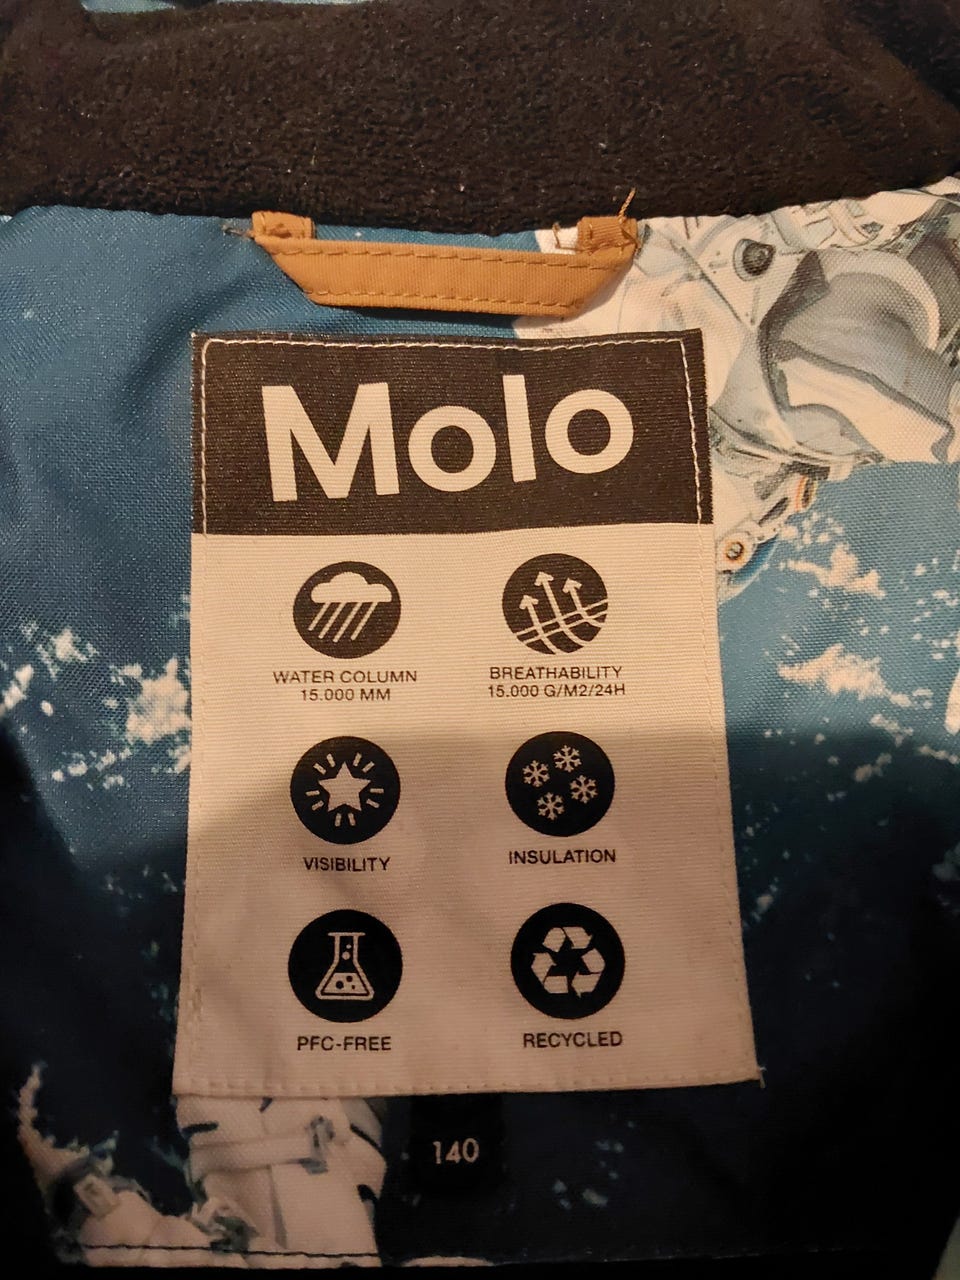 Molo
WATER COLUMN
15.000 MM
BREATHABILITY
15.000 G/M2/24H
VISIBILITY
INSULATION
PFC-FREE
RECYCLED
140